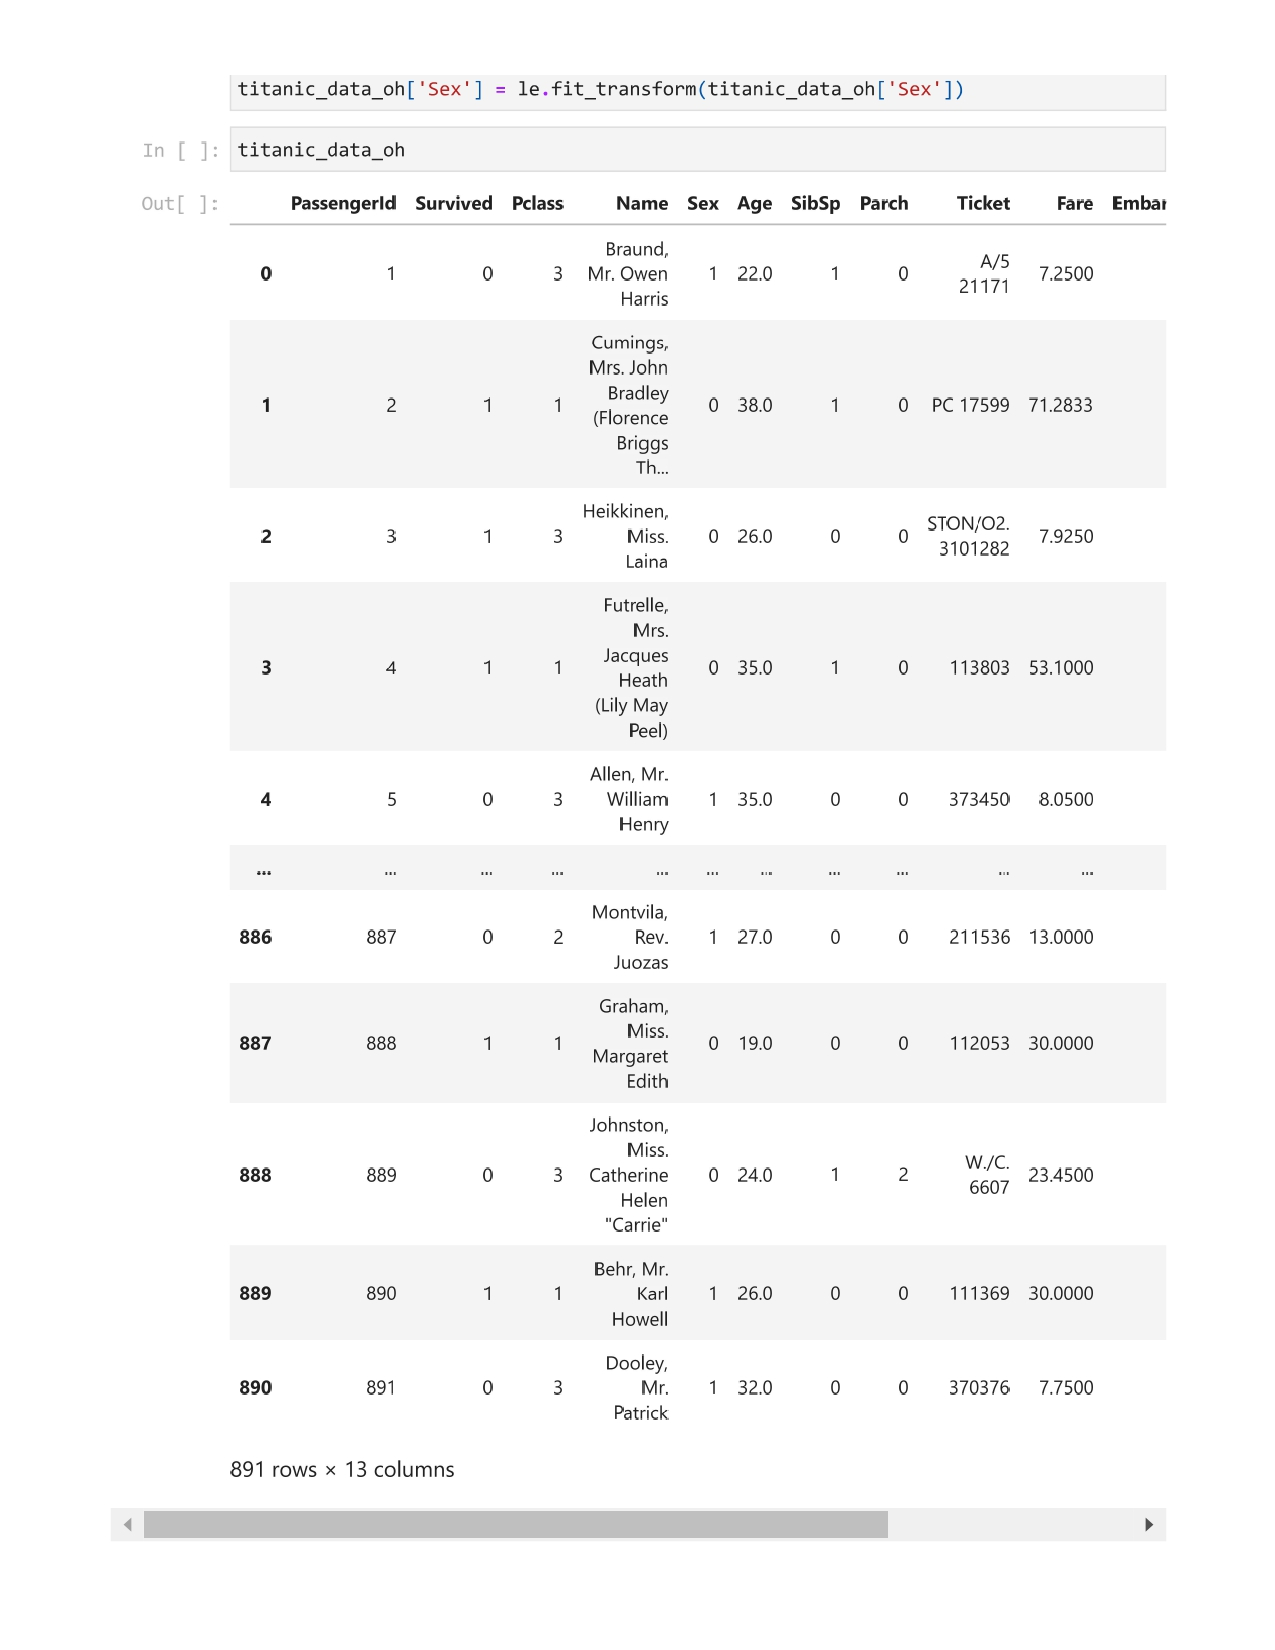 titanic_data_oh['Sex'] = le.fit_transform(titanic_data_oh['Sex'])
In [ ]: titanic_data_oh
Out[ ]: PassengerId Survived Pclass Name Sex Age SibSp Parch Ticket Fare Embar
0 1 0 3 Braund, Mr. Owen Harris 1 22.0 1 0 A/5 21171 7.2500
1 2 1 1 Cumings, Mrs. John Bradley (Florence Briggs Th... 0 38.0 1 0 PC 17599 71.2833
2 3 1 3 Heikkinen, Miss. Laina 0 26.0 0 0 STON/O2. 3101282 7.9250
3 4 1 1 Futrelle, Mrs. Jacques Heath (Lily May Peel) 0 35.0 1 0 113803 53.1000
4 5 0 3 Allen, Mr. William Henry 1 35.0 0 0 373450 8.0500
... ... ... ... ... ... ... ... ... ... ...
886 887 0 2 Montvila, Rev. Juozas 1 27.0 0 0 211536 13.0000
887 888 1 1 Graham, Miss. Margaret Edith 0 19.0 0 0 112053 30.0000
888 889 0 3 Johnston, Miss. Catherine Helen "Carrie" 0 24.0 1 2 W./C. 6607 23.4500
889 890 1 1 Behr, Mr. Karl Howell 1 26.0 0 0 111369 30.0000
890 891 0 3 Dooley, Mr. Patrick 1 32.0 0 0 370376 7.7500
891 rows × 13 columns